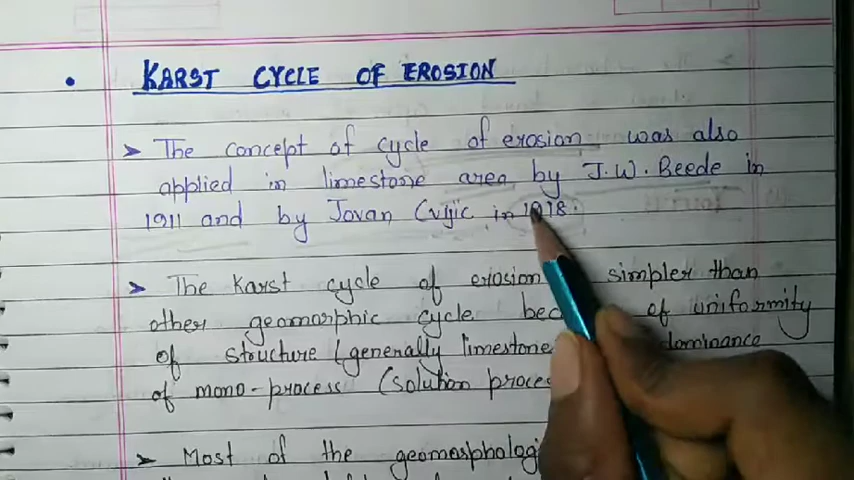 • KARST CYCLE OF EROSION
➤ The concept of cycle of erosion was also
applied in limestone area by J.W. Beede in
1911 and by Jovan Cvijic in 1918.
➤ The Karst cycle of erosion simpler than
other geomorphic cycle of uniformity
of structure (generally limestone dominance
of mono-process (solution
➤ Most of the